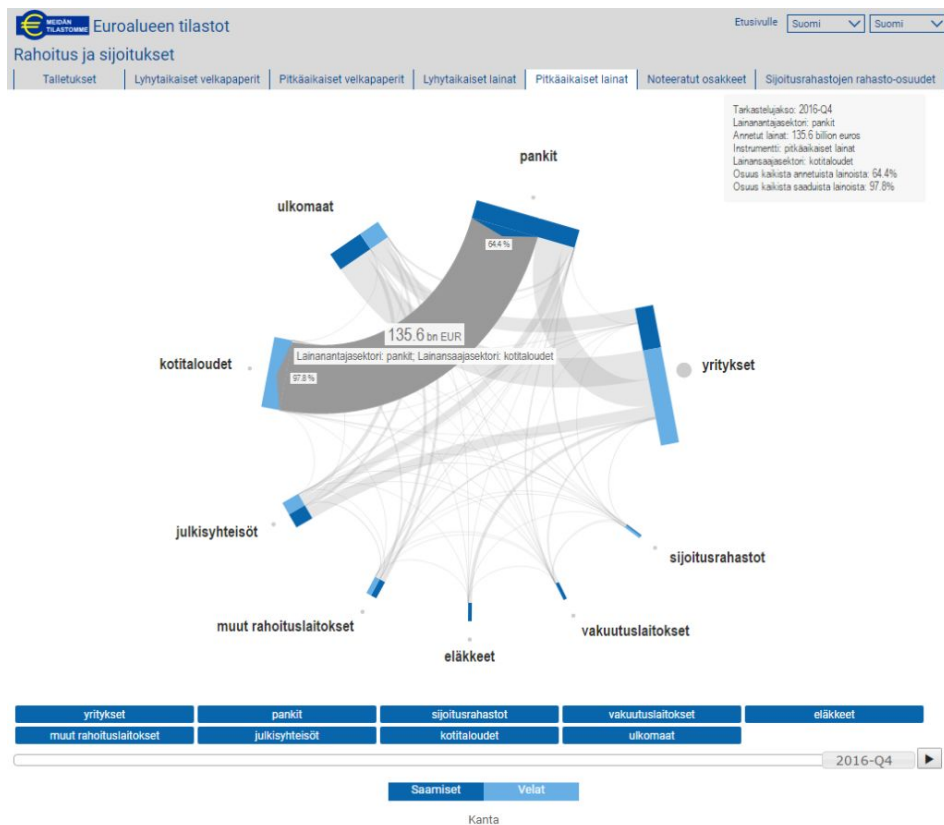 MEIDÄN
TILASTOMME
Euroalueen tilastot
Etusivulle Suomi Suomi
Rahoitus ja sijoitukset
Talletukset Lyhytaikaiset velkapaperit Pitkäaikaiset velkapaperit Lyhytaikaiset lainat Pitkäaikaiset lainat Noteeratut osakkeet Sijoitusrahastojen rahasto-osuudet
Tarkastelujakso: 2016-Q4
Lainanantajasektori: pankit
Annetut lainat: 135.6 billion euros
Instrumentti: pitkäaikaiset lainat
Lainansaajasektori: kotitaloudet
Osuus kaikista annetuista lainoista: 64.4%
Osuus kaikista saaduista lainoista: 97.8%
pankit
ulkomaat
64.4 %
135.6 bn EUR
Lainanantajasektori: pankit; Lainansaajasektori: kotitaloudet
kotitaloudet
97.8 %
yritykset
julkisyhteisöt
sijoitusrahastot
muut rahoituslaitokset
vakuutuslaitokset
eläkkeet
yritykset pankit sijoitusrahastot vakuutuslaitokset eläkkeet
muut rahoituslaitokset julkisyhteisöt kotitaloudet ulkomaat
2016-Q4
Saamiset Velat
Kanta